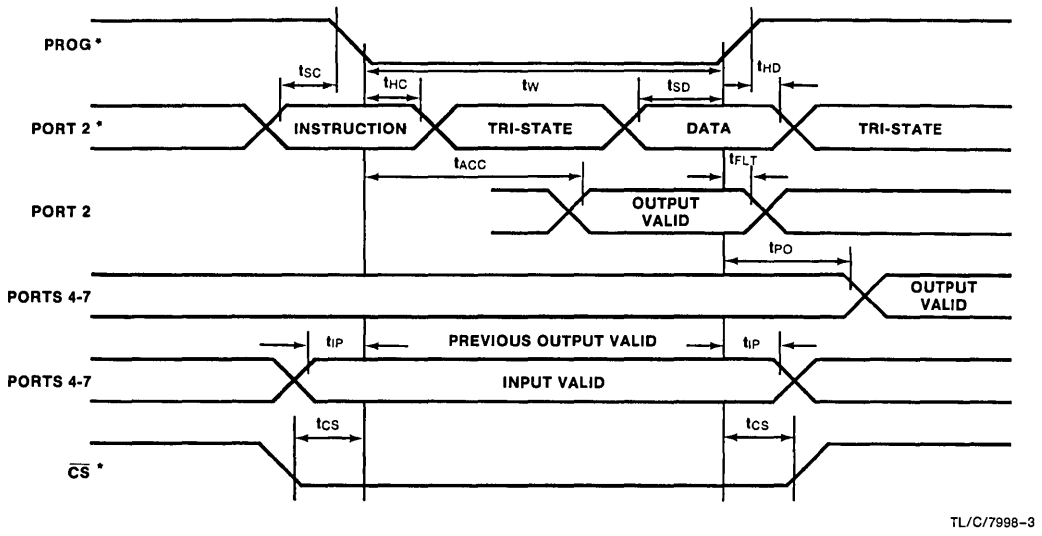 PROG *
tSC
tHC
tW
tSD
tHD
PORT 2 *
INSTRUCTION
TRI-STATE
DATA
TRI-STATE
tACC
tFLT
PORT 2
OUTPUT
VALID
tPO
PORTS 4-7
OUTPUT
VALID
tIP
PREVIOUS OUTPUT VALID
tIP
PORTS 4-7
INPUT VALID
tCS
tCS
CS *
TL/C/7998-3